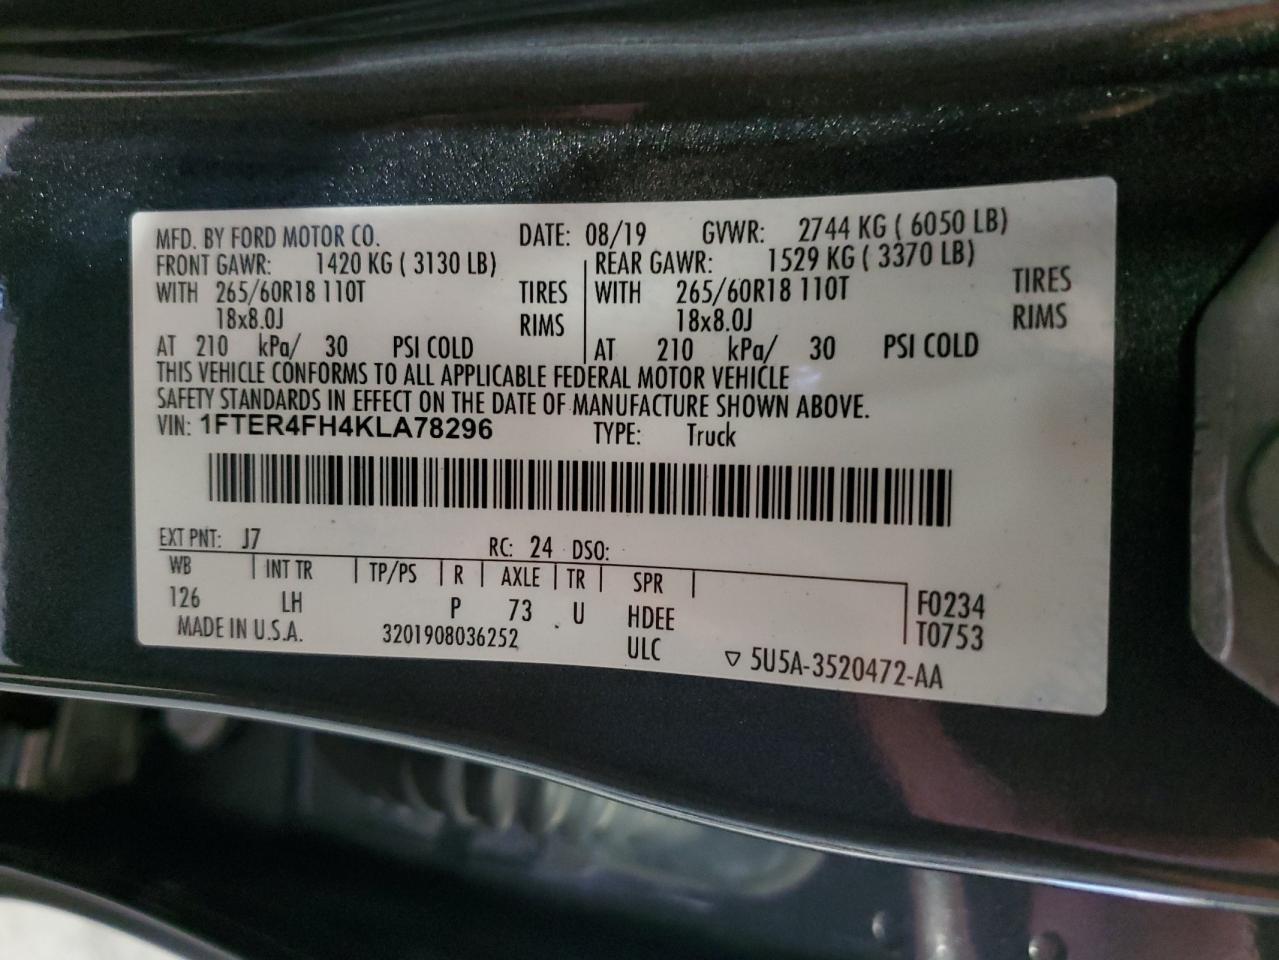 MFD. BY FORD MOTOR CO. DATE: 08/19 GVWR: 2744 KG ( 6050 LB)
FRONT GAWR: 1420 KG ( 3130 LB) REAR GAWR: 1529 KG ( 3370 LB)
WITH 265/60R18 110T TIRES WITH 265/60R18 110T TIRES
18x8.0J RIMS 18x8.0J RIMS
AT 210 kPa/ 30 PSI COLD AT 210 kPa/ 30 PSI COLD
THIS VEHICLE CONFORMS TO ALL APPLICABLE FEDERAL MOTOR VEHICLE
SAFETY STANDARDS IN EFFECT ON THE DATE OF MANUFACTURE SHOWN ABOVE.
VIN: 1FTER4FH4KLA78296 TYPE: Truck
EXT PNT: J7 RC: 24 DSO:
WB INT TR TP/PS R AXLE TR SPR
126 LH P 73 U HDEE F0234
MADE IN U.S.A. 3201908036252 ULC T0753
▽ 5U5A-3520472-AA